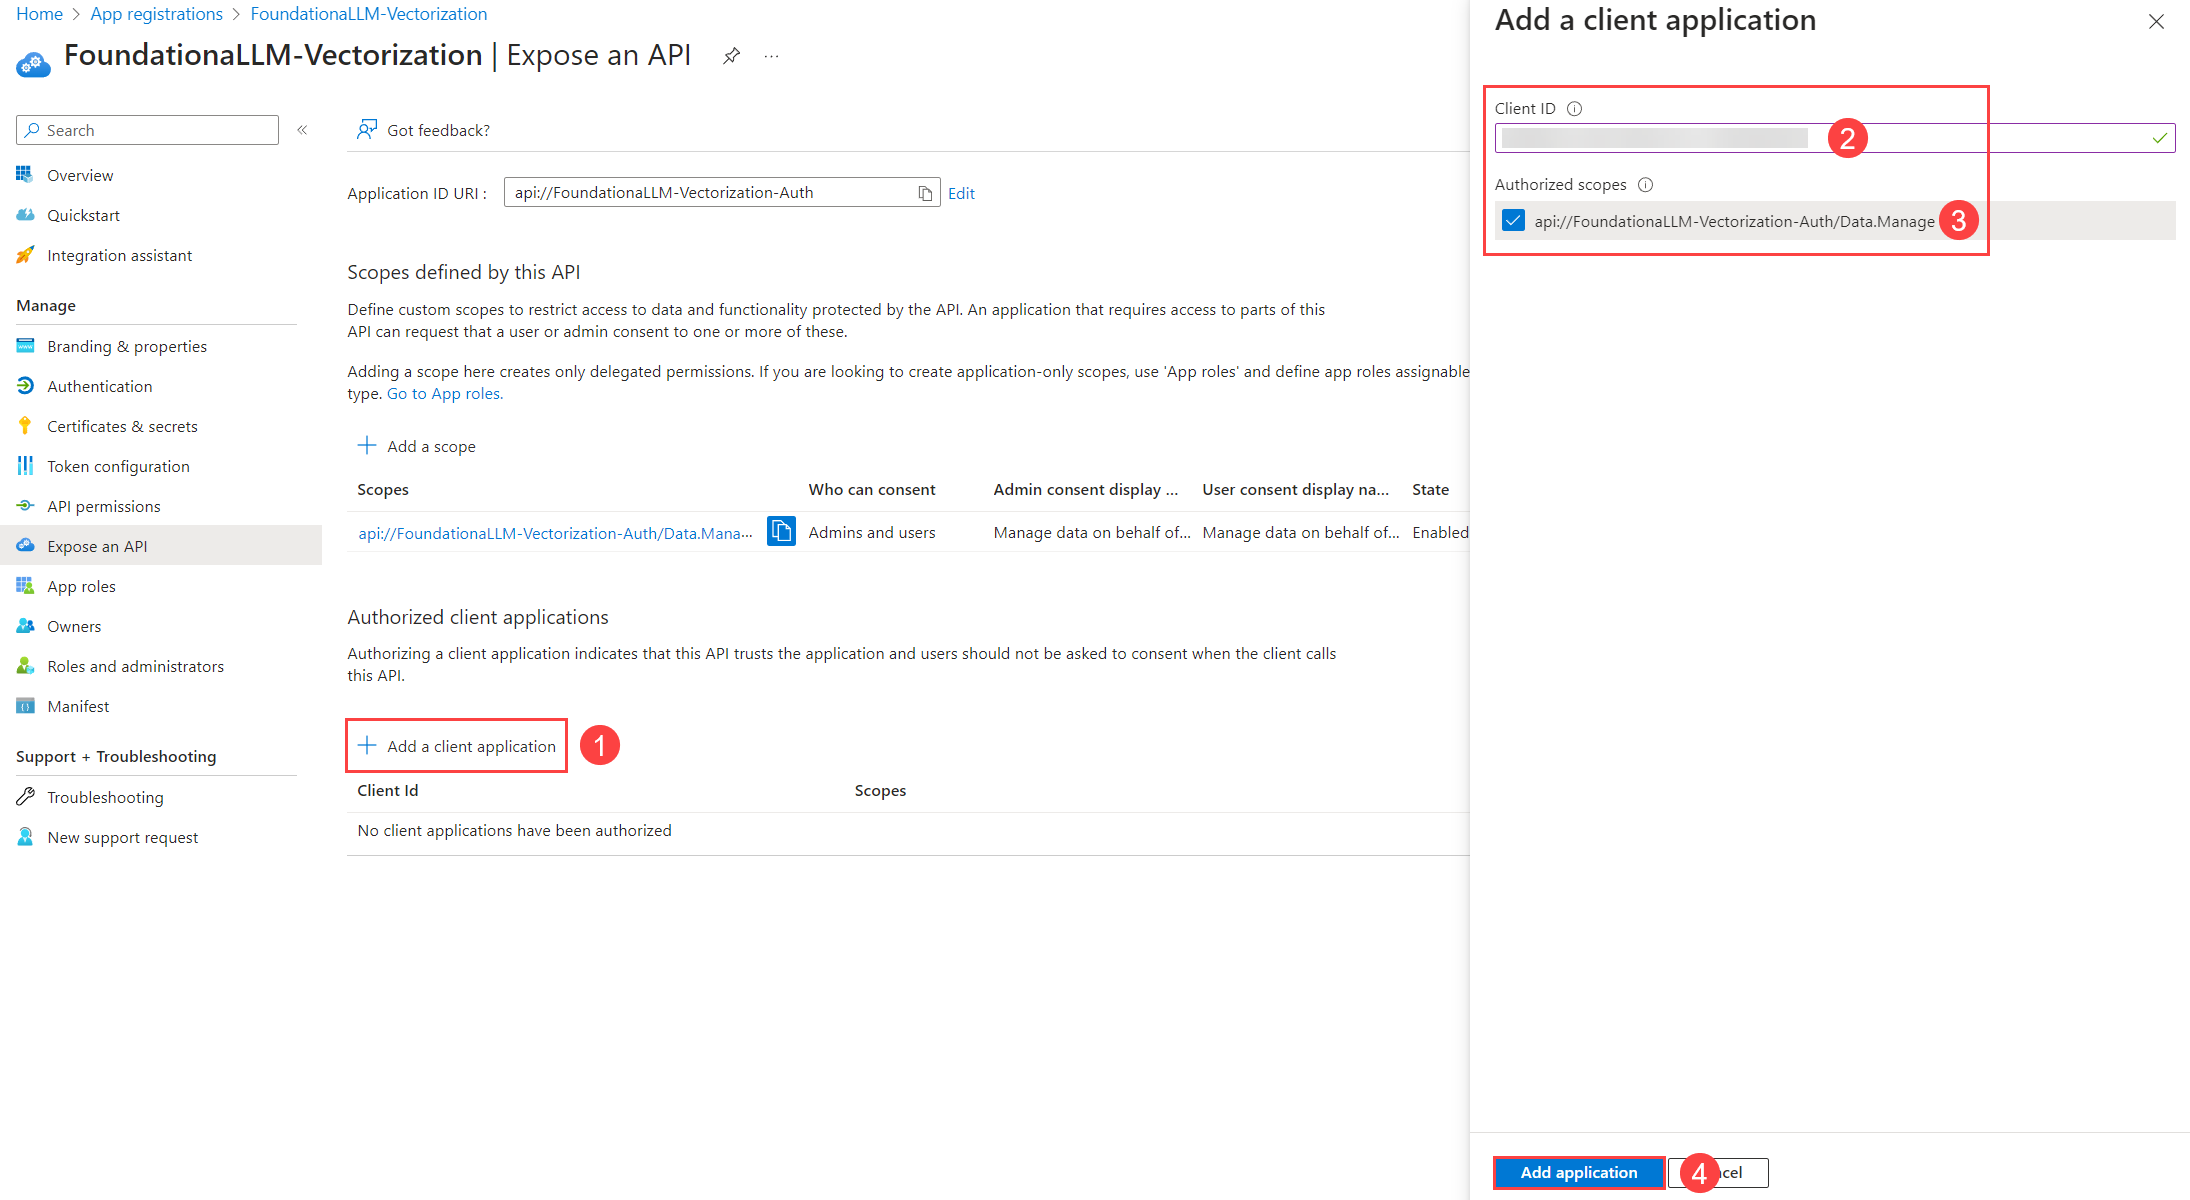 Home > App registrations > FoundationaLLM-Vectorization
FoundationaLLM-Vectorization | Expose an API
...
Search
«
Overview
Quickstart
Integration assistant
Manage
Branding & properties
Authentication
Certificates & secrets
Token configuration
API permissions
Expose an API
App roles
Owners
Roles and administrators
Manifest
Support + Troubleshooting
Troubleshooting
New support request
Got feedback?
Application ID URI : api://FoundationaLLM-Vectorization-Auth Edit
Scopes defined by this API
Define custom scopes to restrict access to data and functionality protected by the API. An application that requires access to parts of this
API can request that a user or admin consent to one or more of these.
Adding a scope here creates only delegated permissions. If you are looking to create application-only scopes, use 'App roles' and define app roles assignable
type. Go to App roles.
Add a scope
Scopes Who can consent Admin consent display ... User consent display na... State
api://FoundationaLLM-Vectorization-Auth/Data.Mana... Admins and users Manage data on behalf of... Manage data on behalf of... Enabled
Authorized client applications
Authorizing a client application indicates that this API trusts the application and users should not be asked to consent when the client calls
this API.
Add a client application 1
Client Id Scopes
No client applications have been authorized
Add a client application
Client ID
2
Authorized scopes
api://FoundationaLLM-Vectorization-Auth/Data.Manage 3
Add application 4